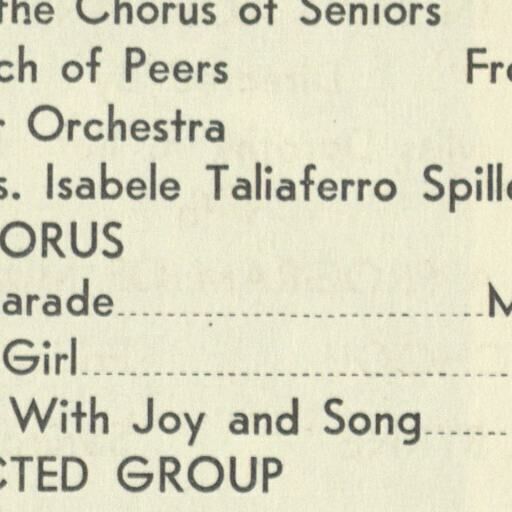 the Chorus of Seniors
ch of Peers Fr
Orchestra
s. Isabele Taliaferro Spill
ORUS
arade M
Girl
With Joy and Song
CTED GROUP